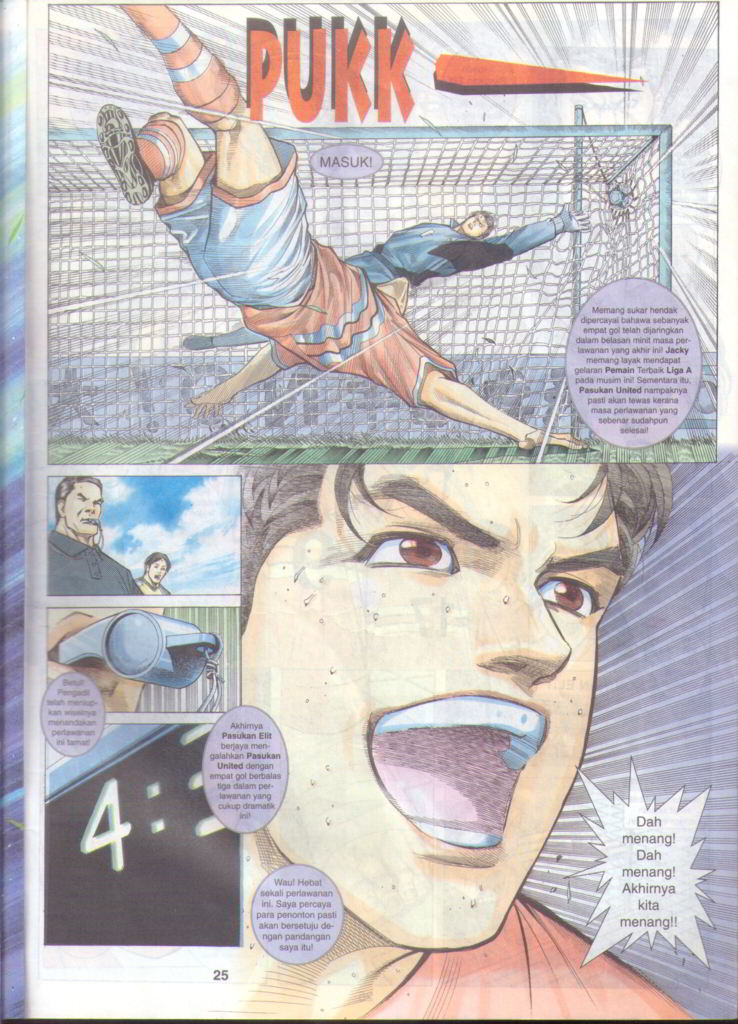 PUKK
MASUK!
Memang sukar hendak
dipercayai bahawa sebanyak
empat gol telah dijaringkan
dalam belasan minit masa per-
lawanan yang akhir ini! Jacky
memang layak mendapat
gelaran Pemain Terbaik Liga A
pada musim ini! Sementara itu,
Pasukan United nampaknya
pasti akan tewas kerana
masa perlawanan yang
sebenar sudahpun
selesai!
Betul!
Pengadil
telah meniup-
kan wiselnya
menandakan
perlawanan
ini tamat!
Akhirnya
Pasukan Elit
berjaya men-
galahkan Pasukan
United dengan
empat gol berbalas
tiga dalam per-
lawanan yang
cukup dramatik
ini!
4:
Wau! Hebat
sekali perlawanan
ini. Saya percaya
para penonton pasti
akan bersetuju de-
ngan pandangan
saya itu!
Dah
menang!
Dah
menang!
Akhirnya
kita
menang!!
25